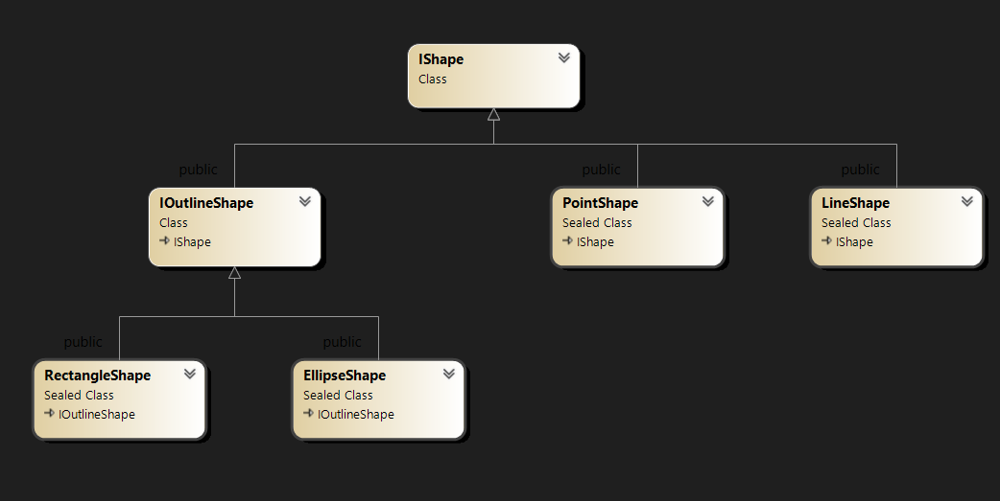 IShape
Class
public
public
public
IOutlineShape
Class
IShape
PointShape
Sealed Class
IShape
LineShape
Sealed Class
IShape
public
public
RectangleShape
Sealed Class
IOutlineShape
EllipseShape
Sealed Class
IOutlineShape